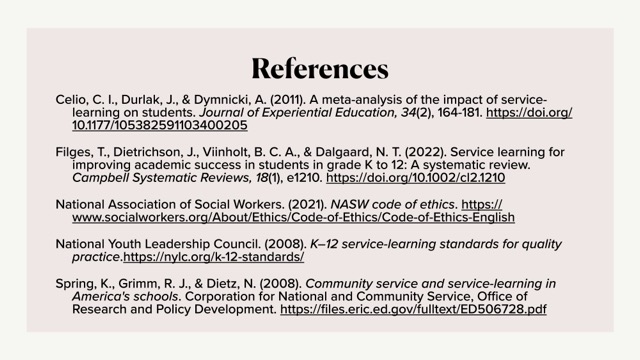 References
Celio, C. I., Durlak, J., & Dymnicki, A. (2011). A meta-analysis of the impact of service-
learning on students. Journal of Experiential Education, 34(2), 164-181. https://doi.org/
10.1177/105382591103400205
Filges, T., Dietrichson, J., Viinholt, B. C. A., & Dalgaard, N. T. (2022). Service learning for
improving academic success in students in grade K to 12: A systematic review.
Campbell Systematic Reviews, 18(1), e1210. https://doi.org/10.1002/cl2.1210
National Association of Social Workers. (2021). NASW code of ethics. https://
www.socialworkers.org/About/Ethics/Code-of-Ethics/Code-of-Ethics-English
National Youth Leadership Council. (2008). K–12 service-learning standards for quality
practice.https://nylc.org/k-12-standards/
Spring, K., Grimm, R. J., & Dietz, N. (2008). Community service and service-learning in
America's schools. Corporation for National and Community Service, Office of
Research and Policy Development. https://files.eric.ed.gov/fulltext/ED506728.pdf